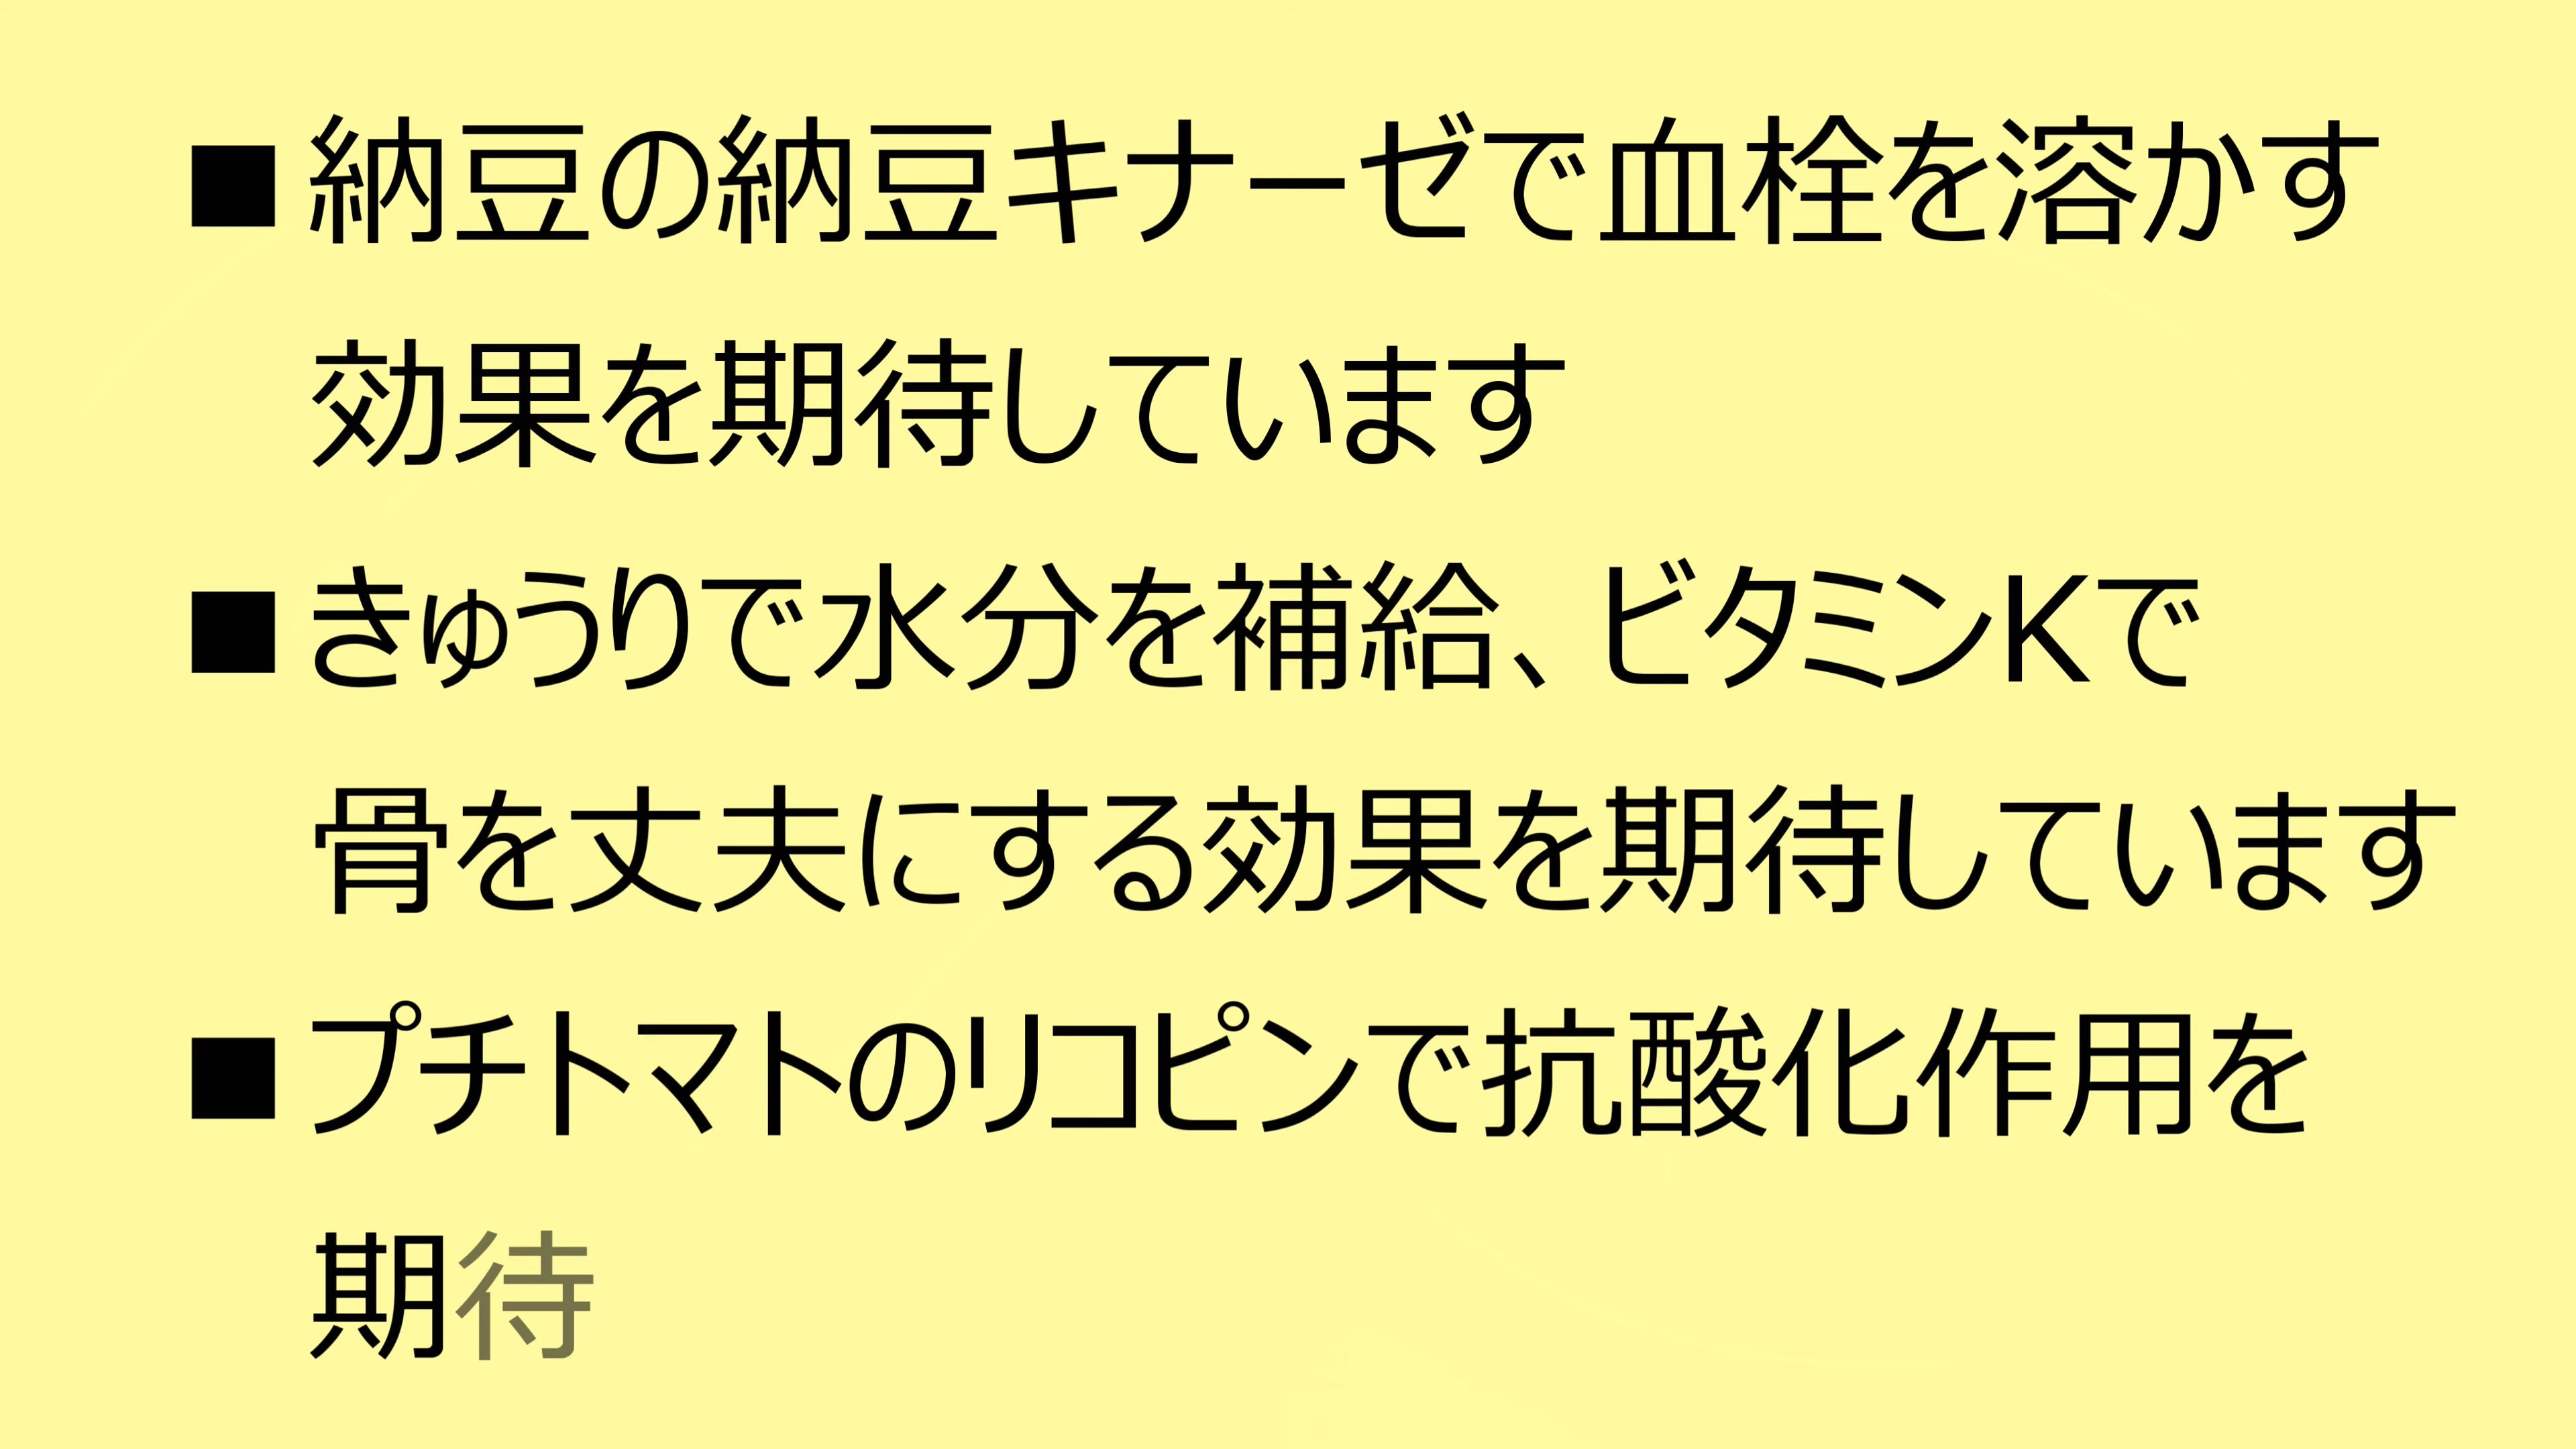 ■納豆の納豆キナーゼで血栓を溶かす
効果を期待しています
■きゅうりで水分を補給、ビタミンKで
骨を丈夫にする効果を期待しています
■プチトマトのリコピンで抗酸化作用を
期待